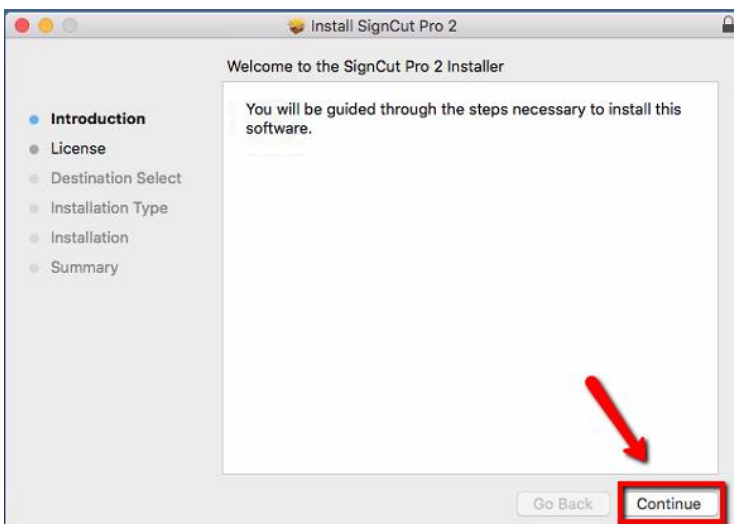 Install SignCut Pro 2
Welcome to the SignCut Pro 2 Installer
Introduction
License
Destination Select
Installation Type
Installation
Summary
You will be guided through the steps necessary to install this
software.
Go Back
Continue